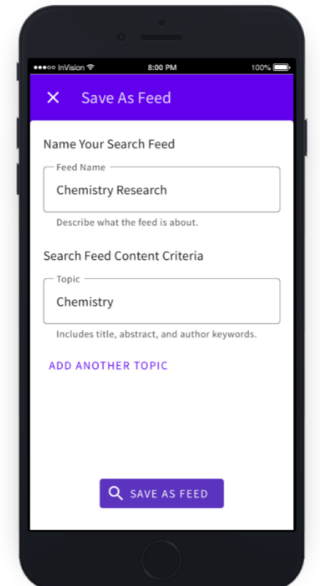 InVision 8:00 PM 100%
Save As Feed
Name Your Search Feed
Feed Name
Chemistry Research
Describe what the feed is about.
Search Feed Content Criteria
Topic
Chemistry
Includes title, abstract, and author keywords.
ADD ANOTHER TOPIC
SAVE AS FEED